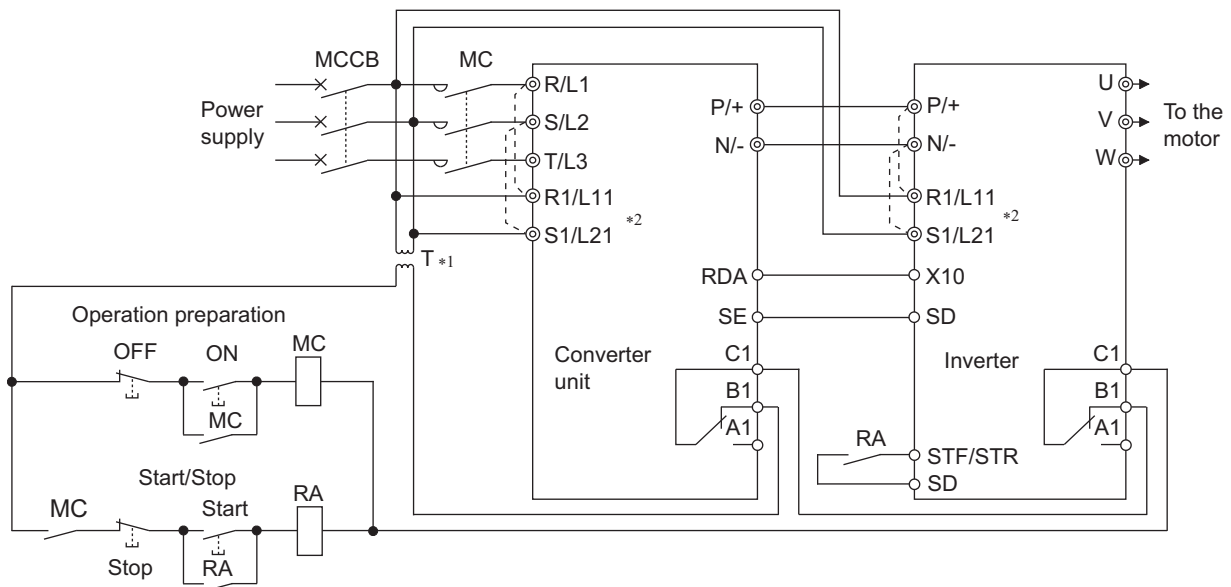 MCCB
MC
Power
supply
R/L1
S/L2
T/L3
R1/L11
*2
S1/L21
T *1
P/+
N/-
P/+
N/-
R1/L11
*2
S1/L21
U
V
W
To the
motor
RDA
SE
X10
SD
Converter
unit
Inverter
C1
B1
A1
C1
B1
A1
RA
STF/STR
SD
Operation preparation
OFF
ON
MC
MC
Start/Stop
MC
Start
RA
Stop
RA